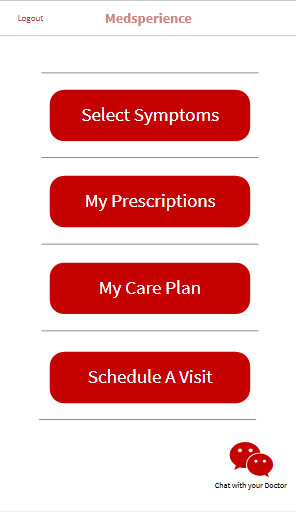 Logout
Medsperience
Select Symptoms
My Prescriptions
My Care Plan
Schedule A Visit
Chat with your Doctor